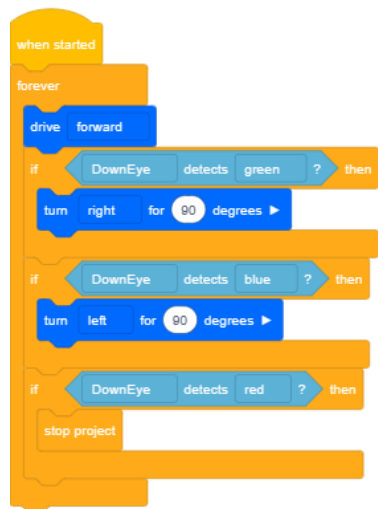 when started
forever
drive forward
if DownEye detects green ? then
turn right for 90 degrees
if DownEye detects blue ? then
turn left for 90 degrees
if DownEye detects red ? then
stop project